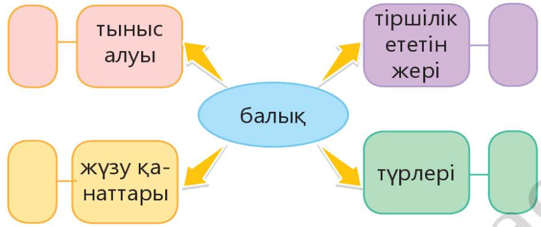 тыныс
алуы
тіршілік
ететін
жері
балық
жүзу қа-
наттары
түрлері